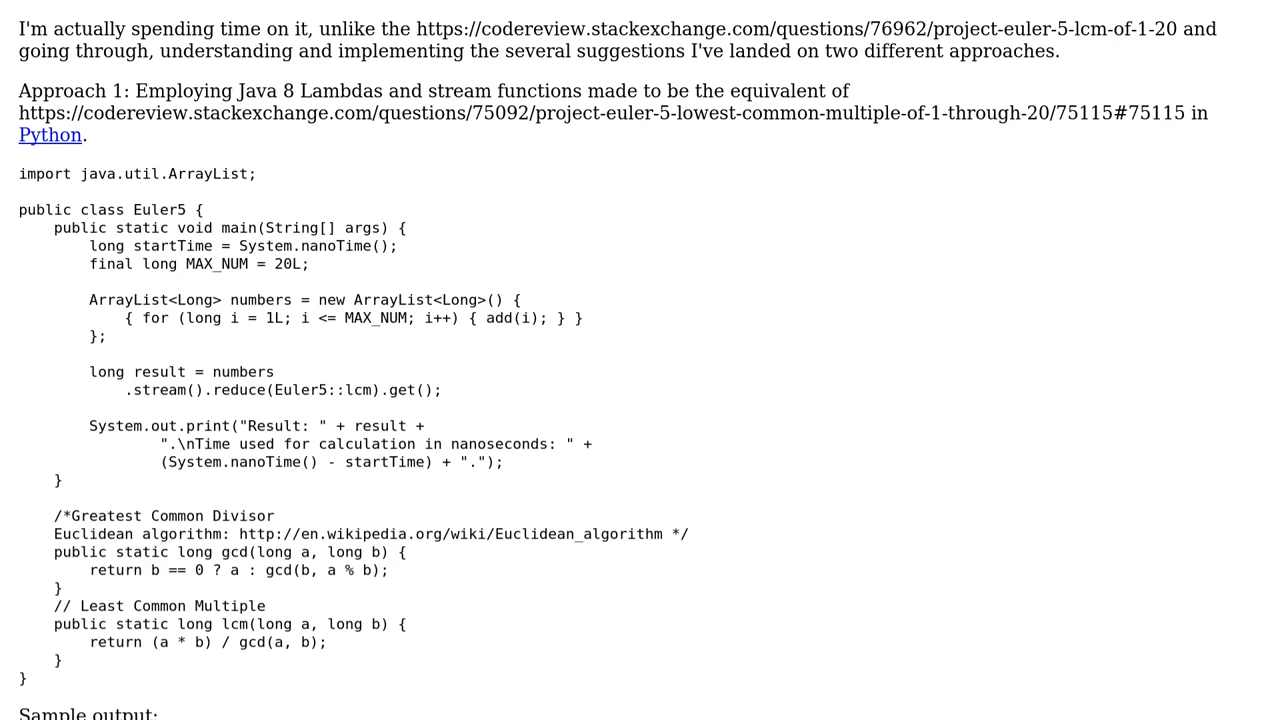 I'm actually spending time on it, unlike the https://codereview.stackexchange.com/questions/76962/project-euler-5-lcm-of-1-20 and
going through, understanding and implementing the several suggestions I've landed on two different approaches.
Approach 1: Employing Java 8 Lambdas and stream functions made to be the equivalent of
https://codereview.stackexchange.com/questions/75092/project-euler-5-lowest-common-multiple-of-1-through-20/75115#75115 in
Python.
import java.util.ArrayList;
public class Euler5 {
    public static void main(String[] args) {
        long startTime = System.nanoTime();
        final long MAX_NUM = 20L;
        ArrayList<Long> numbers = new ArrayList<Long>() {
            { for (long i = 1L; i <= MAX_NUM; i++) { add(i); } }
        };
        long result = numbers
            .stream().reduce(Euler5::lcm).get();
        System.out.print("Result: " + result +
                ".\nTime used for calculation in nanoseconds: " +
                (System.nanoTime() - startTime) + ".");
    }
    /*Greatest Common Divisor
    Euclidean algorithm: http://en.wikipedia.org/wiki/Euclidean_algorithm */
    public static long gcd(long a, long b) {
        return b == 0 ? a : gcd(b, a % b);
    }
    // Least Common Multiple
    public static long lcm(long a, long b) {
        return (a * b) / gcd(a, b);
    }
}
Sample output: